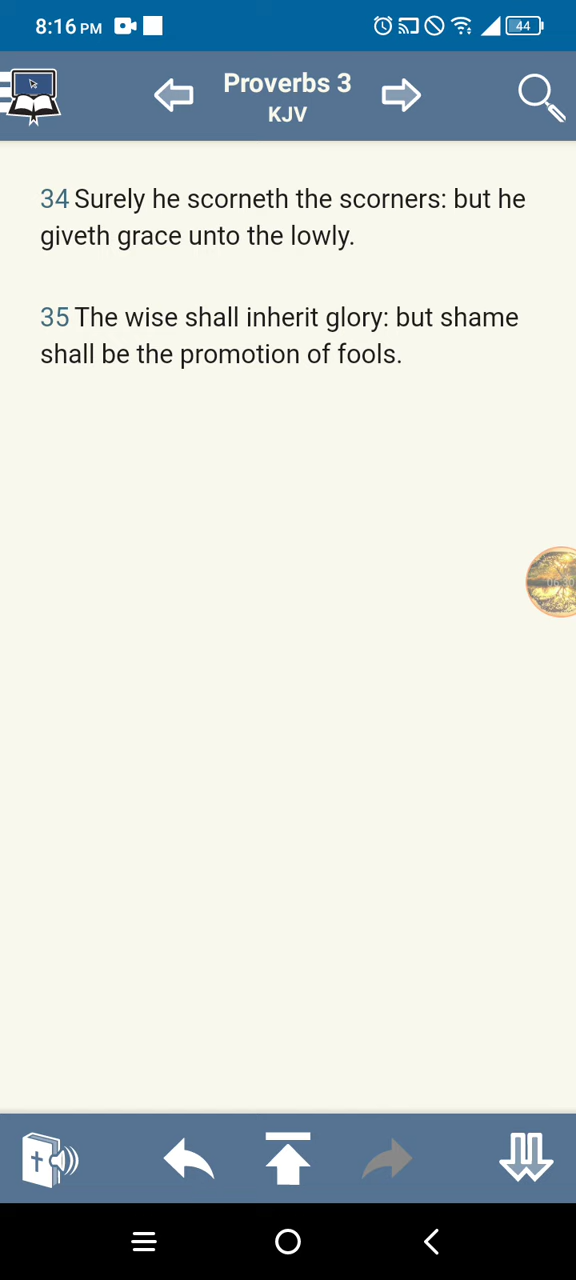 8:16 PM
44
Proverbs 3
KJV
34 Surely he scorneth the scorners: but he
giveth grace unto the lowly.
35 The wise shall inherit glory: but shame
shall be the promotion of fools.